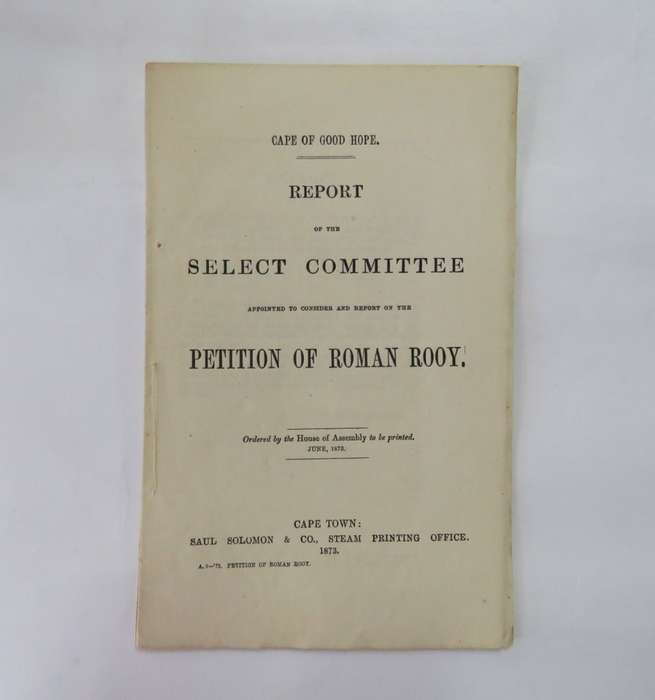 CAPE OF GOOD HOPE.
REPORT
OF THE
SELECT COMMITTEE
APPOINTED TO CONSIDER AND REPORT ON THE
PETITION OF ROMAN ROOY.
Ordered by the House of Assembly to be printed.
JUNE, 1873.
CAPE TOWN:
SAUL SOLOMON & CO., STEAM PRINTING OFFICE.
1873.
PETITION OF ROMAN ROOY.